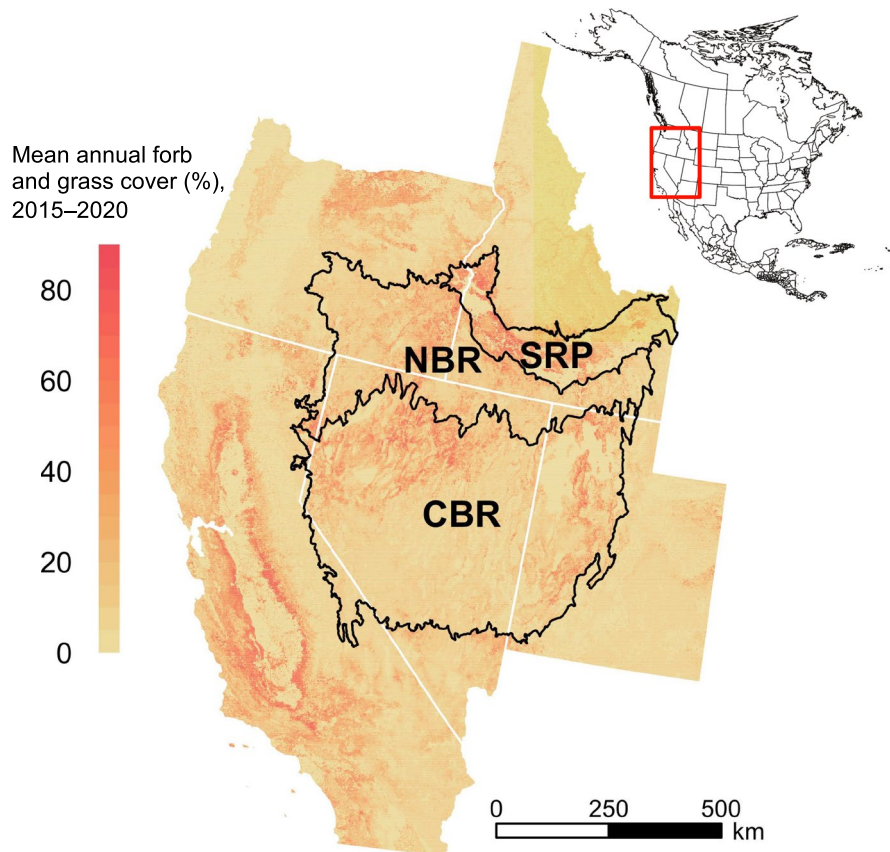 Mean annual forb
and grass cover (%),
2015–2020
80
60
40
20
0
NBR
SRP
CBR
0 250 500
km